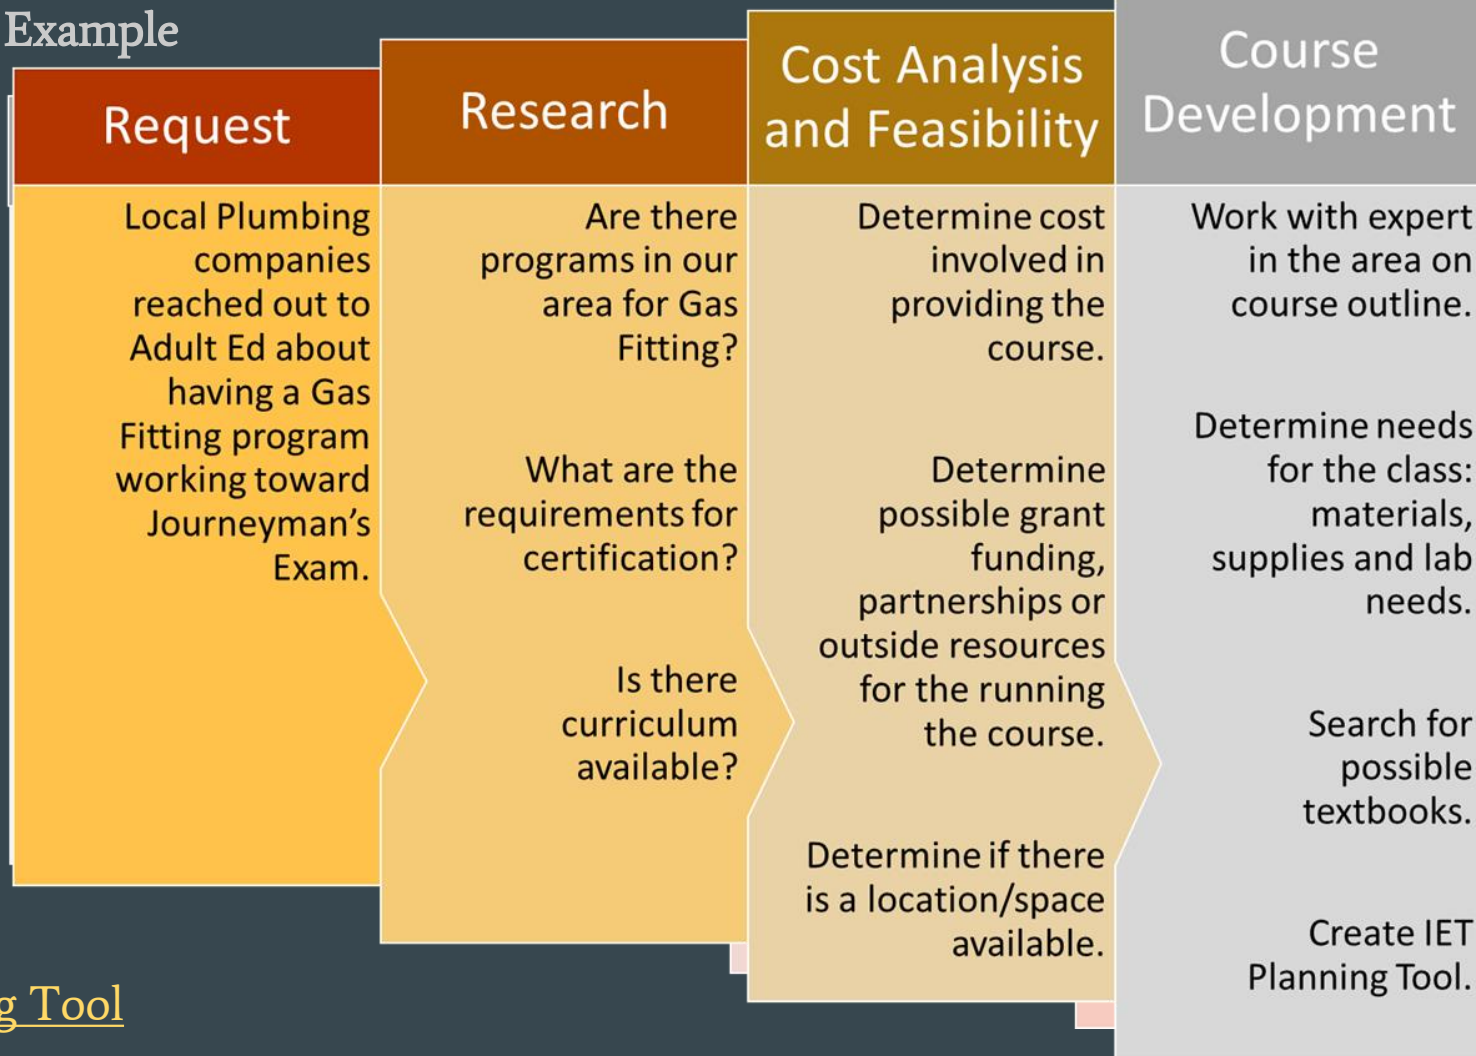 Example
Request
Local Plumbing
companies
reached out to
Adult Ed about
having a Gas
Fitting program
working toward
Journeyman’s
Exam.
Research
Are there
programs in our
area for Gas
Fitting?
What are the
requirements for
certification?
Is there
curriculum
available?
Cost Analysis
and Feasibility
Determine cost
involved in
providing the
course.
Determine
possible grant
funding,
partnerships or
outside resources
for the running
the course.
Determine if there
is a location/space
available.
Course
Development
Work with expert
in the area on
course outline.
Determine needs
for the class:
materials,
supplies and lab
needs.
Search for
possible
textbooks.
Create IET
Planning Tool.
g Tool